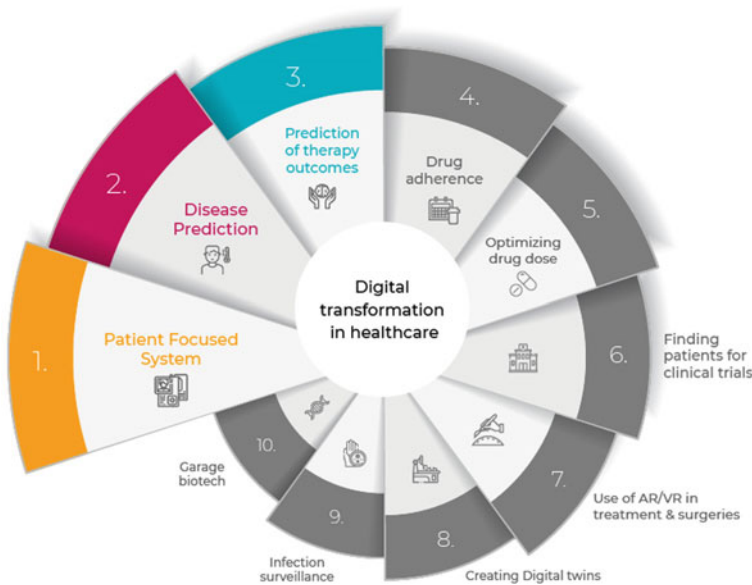 Digital
transformation
in healthcare
1.
Patient Focused
System
2.
Disease
Prediction
3.
Prediction
of therapy
outcomes
4.
Drug
adherence
5.
Optimizing
drug dose
6.
Finding
patients for
clinical trials
7.
Use of AR/VR in
treatment & surgeries
8.
Creating Digital twins
9.
Infection
surveillance
10.
Garage
biotech